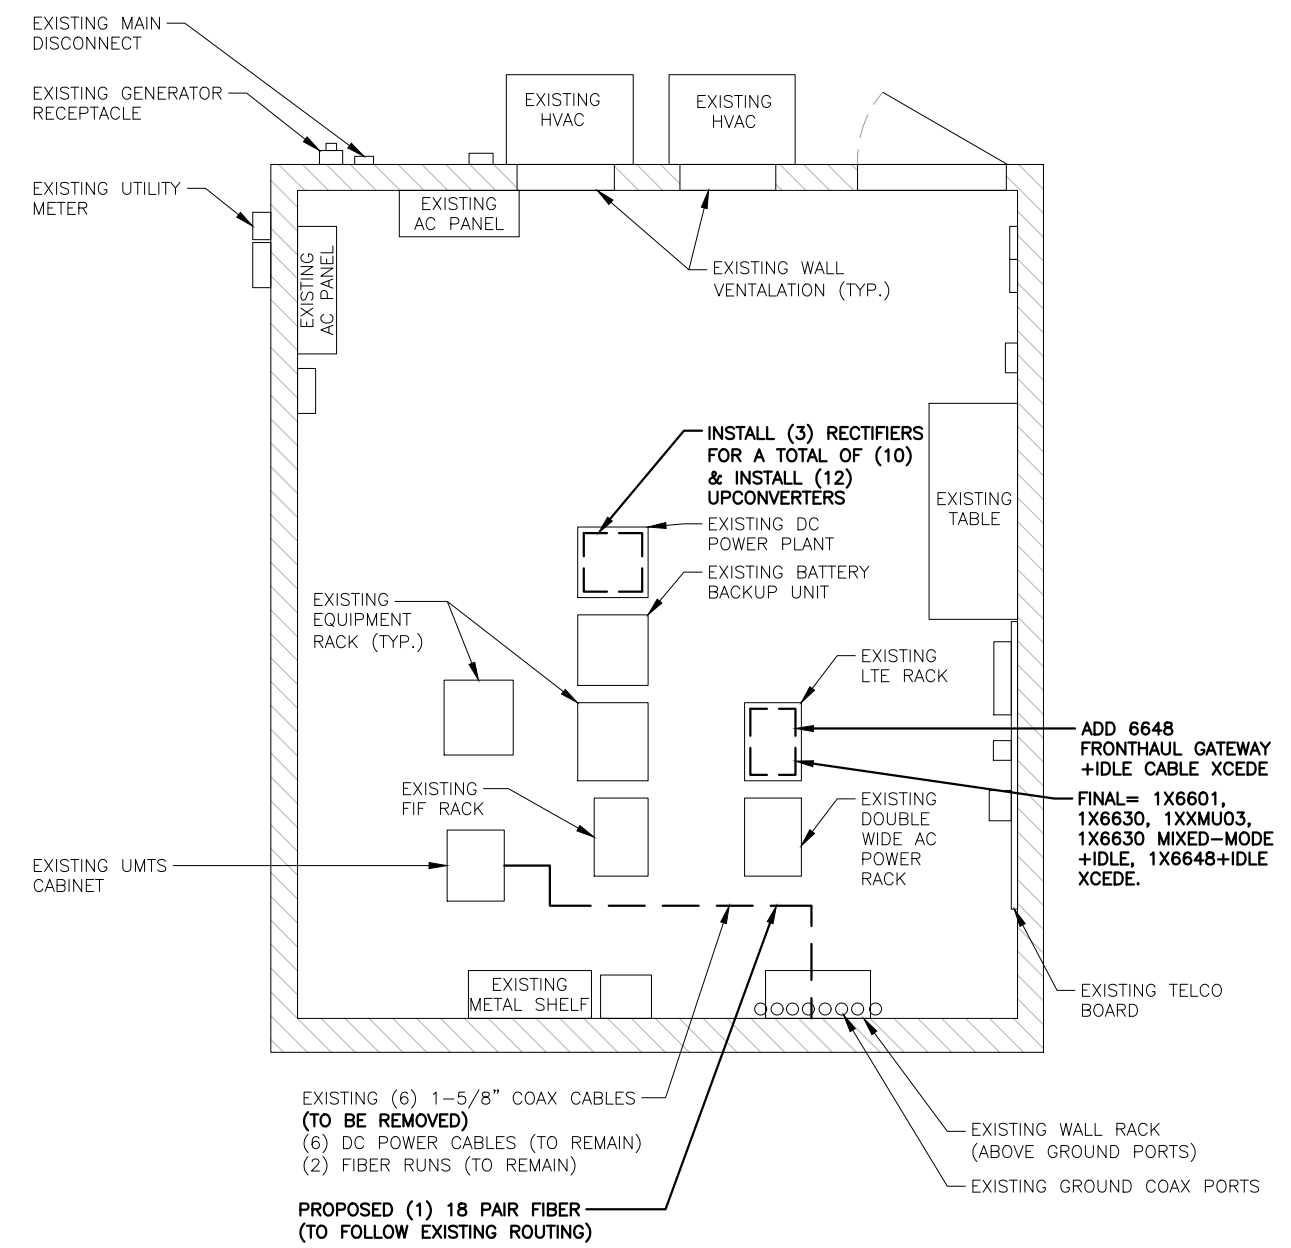 EXISTING MAIN
DISCONNECT
EXISTING GENERATOR
RECEPTACLE
EXISTING UTILITY
METER
EXISTING
HVAC
EXISTING
HVAC
EXISTING
AC PANEL
EXISTING
AC PANEL
EXISTING WALL
VENTALATION (TYP.)
INSTALL (3) RECTIFIERS
FOR A TOTAL OF (10)
& INSTALL (12)
UPCONVERTERS
EXISTING DC
POWER PLANT
EXISTING BATTERY
BACKUP UNIT
EXISTING
TABLE
EXISTING
EQUIPMENT
RACK (TYP.)
EXISTING
LTE RACK
ADD 6648
FRONTHAUL GATEWAY
+IDLE CABLE XCEDE
FINAL= 1X6601,
1X6630, 1XXMU03,
1X6630 MIXED-MODE
+IDLE, 1X6648+IDLE
XCEDE.
EXISTING
FIF RACK
EXISTING
DOUBLE
WIDE AC
POWER
RACK
EXISTING UMTS
CABINET
EXISTING
METAL SHELF
EXISTING TELCO
BOARD
EXISTING (6) 1-5/8" COAX CABLES
(TO BE REMOVED)
(6) DC POWER CABLES (TO REMAIN)
(2) FIBER RUNS (TO REMAIN)
PROPOSED (1) 18 PAIR FIBER
(TO FOLLOW EXISTING ROUTING)
EXISTING WALL RACK
(ABOVE GROUND PORTS)
EXISTING GROUND COAX PORTS